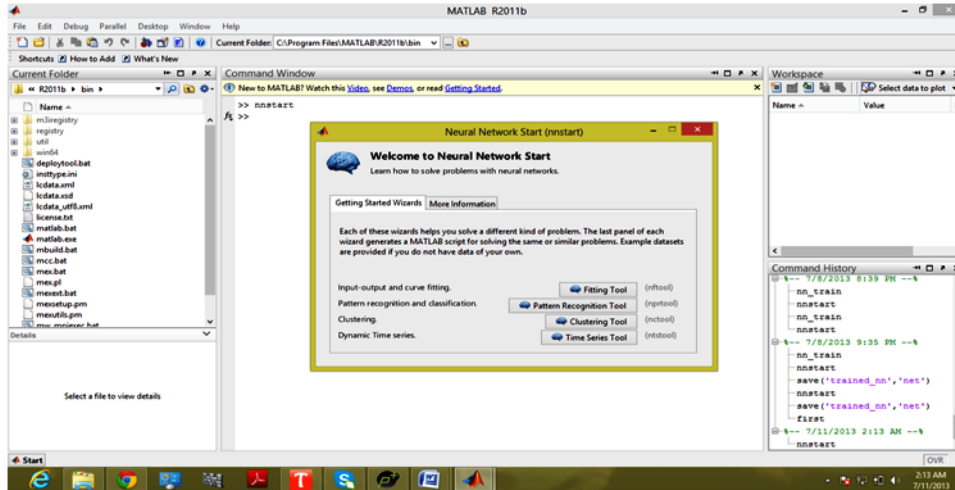 MATLAB R2011b
File Edit Debug Parallel Desktop Window Help
Current Folder: C:\Program Files\MATLAB\R2011b\bin
Shortcuts How to Add What's New
Current Folder
« R2011b bin
Name
m3iregistry
registry
util
win64
deploytool.bat
insttype.ini
lcdata.xml
lcdata.xsd
lcdata_utf8.xml
license.txt
matlab.bat
matlab.exe
mbuild.bat
mcc.bat
mex.bat
mex.pl
mexext.bat
mexsetup.pm
mexutils.pm
mw_mpiexec.bat
Details
Select a file to view details
Command Window
New to MATLAB? Watch this Video, see Demos, or read Getting Started.
>> nnstart
fx >>
Neural Network Start (nnstart)
Welcome to Neural Network Start
Learn how to solve problems with neural networks.
Getting Started Wizards More Information
Each of these wizards helps you solve a different kind of problem. The last panel of each
wizard generates a MATLAB script for solving the same or similar problems. Example datasets
are provided if you do not have data of your own.
Input-output and curve fitting. Fitting Tool (nftool)
Pattern recognition and classification. Pattern Recognition Tool (nprtool)
Clustering. Clustering Tool (nctool)
Dynamic Time series. Time Series Tool (ntstool)
Workspace
Select data to plot
Name Value
Command History
%-- 7/8/2013 8:39 PM --%
nn_train
nnstart
nn_train
nnstart
%-- 7/8/2013 9:35 PM --%
nn_train
nnstart
save('trained_nn','net')
nnstart
save('trained_nn','net')
first
%-- 7/11/2013 2:13 AM --%
nnstart
Start
OVR
2:13 AM
7/11/2013